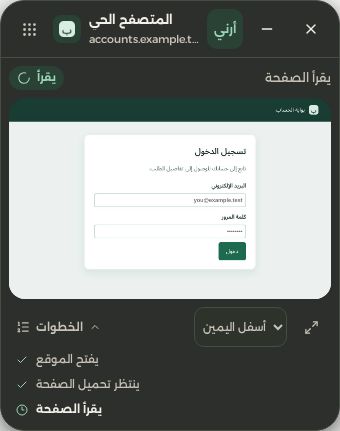 المتصفح الحي
accounts.example.t...
أرني
ب
يقرأ الصفحة
يقرأ
بوابة الحساب
ب
تسجيل الدخول
تابع إلى حسابك للوصول إلى تفاصيل الطلب.
البريد الإلكتروني
you@example.test
كلمة المرور
••••••••
دخول
أسفل اليمين
الخطوات
يفتح الموقع
ينتظر تحميل الصفحة
يقرأ الصفحة